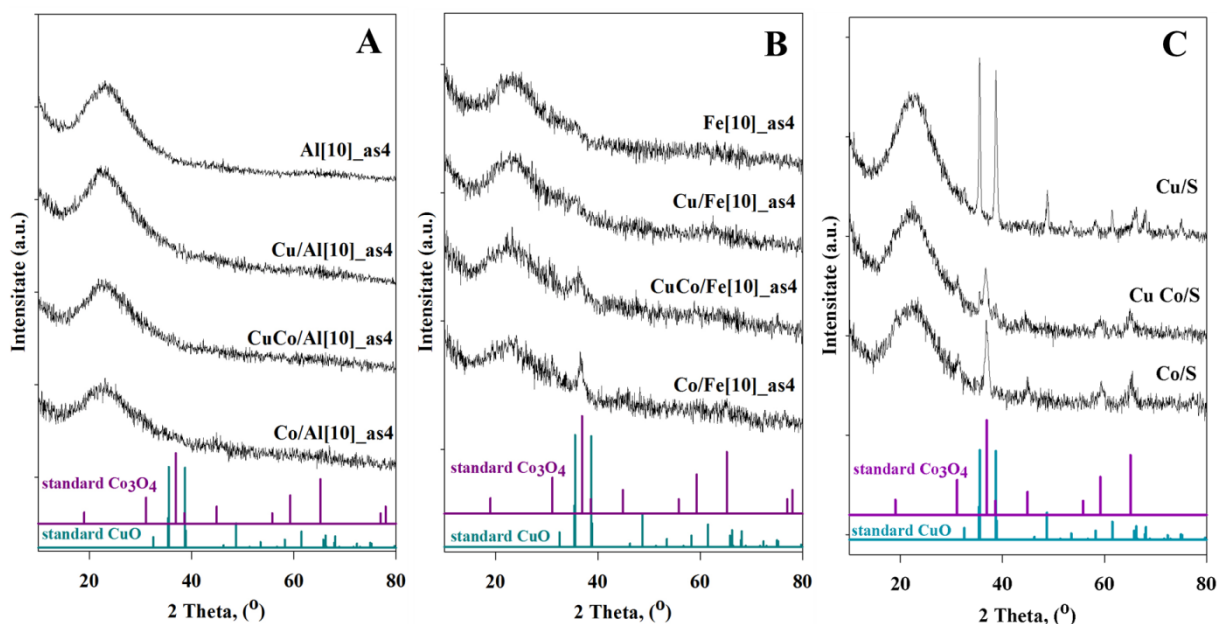 A
Al[10]_as4
Cu/Al[10]_as4
CuCo/Al[10]_as4
Co/Al[10]_as4
standard Co₃O₄
standard CuO
Intensitate (a.u.)
20
40
60
80
2 Theta, (⁰)
B
Fe[10]_as4
Cu/Fe[10]_as4
CuCo/Fe[10]_as4
Co/Fe[10]_as4
standard Co₃O₄
standard CuO
Intensitate (a.u.)
20
40
60
80
2 Theta, (⁰)
C
Cu/S
Cu Co/S
Co/S
standard Co₃O₄
standard CuO
Intensitate (a.u.)
20
40
60
80
2 Theta, (⁰)